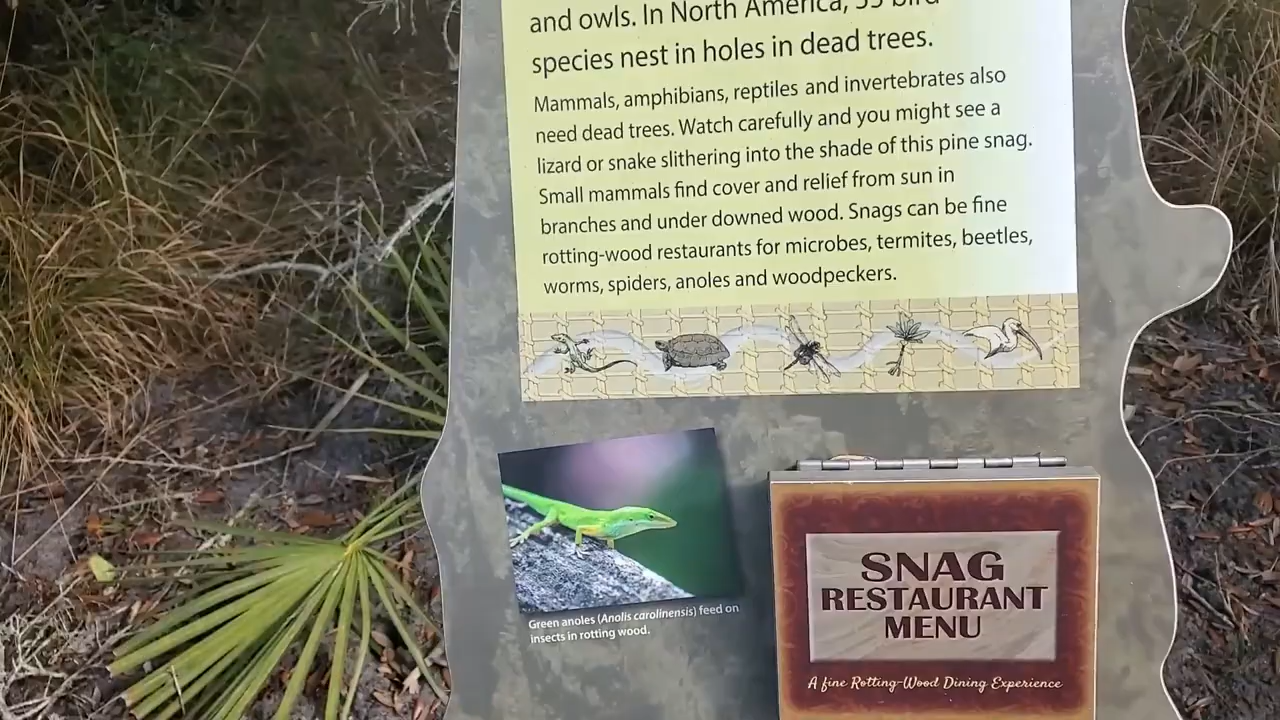 and owls. In North America, 55 bird
species nest in holes in dead trees.
Mammals, amphibians, reptiles and invertebrates also
need dead trees. Watch carefully and you might see a
lizard or snake slithering into the shade of this pine snag.
Small mammals find cover and relief from sun in
branches and under downed wood. Snags can be fine
rotting-wood restaurants for microbes, termites, beetles,
worms, spiders, anoles and woodpeckers.
Green anoles (Anolis carolinensis) feed on
insects in rotting wood.
SNAG
RESTAURANT
MENU
A fine Rotting-Wood Dining Experience